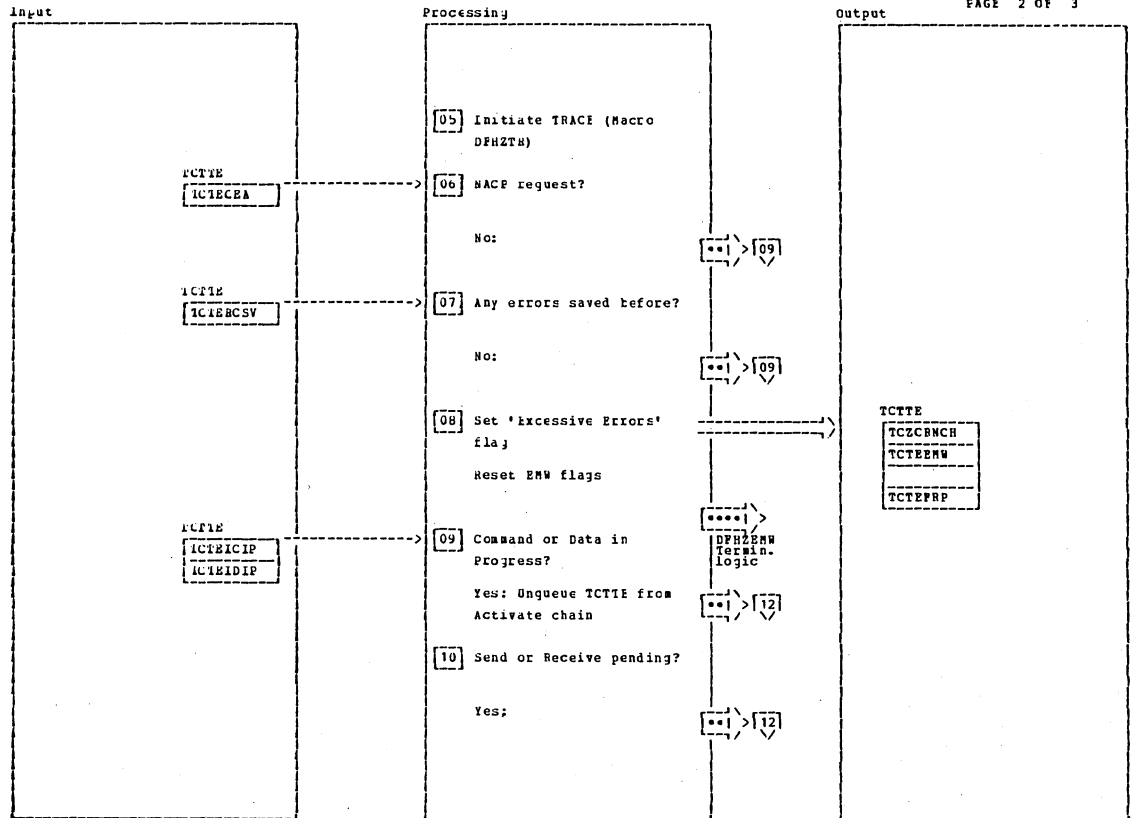 PAGE 2 OF 3
Input
Processing
Output
05 Initiate TRACE (Macro
DFHZTR)
TCTTE
TCTECEA
06 NACP request?
No:
•• > 09
TCTTE
TCTERCSV
07 Any errors saved before?
No:
•• > 09
08 Set 'Excessive Errors'
flag
Reset EMW flags
TCTTE
TCZCBNCH
TCTEEMW
TCTEPRP
•••• >
DFHZEMW
Termin.
logic
TCTTE
TCTEICIP
TCTEIDIP
09 Command or Data in
Progress?
Yes: Unqueue TCTTE from
Activate chain
•• > 12
10 Send or Receive pending?
Yes;
•• > 12